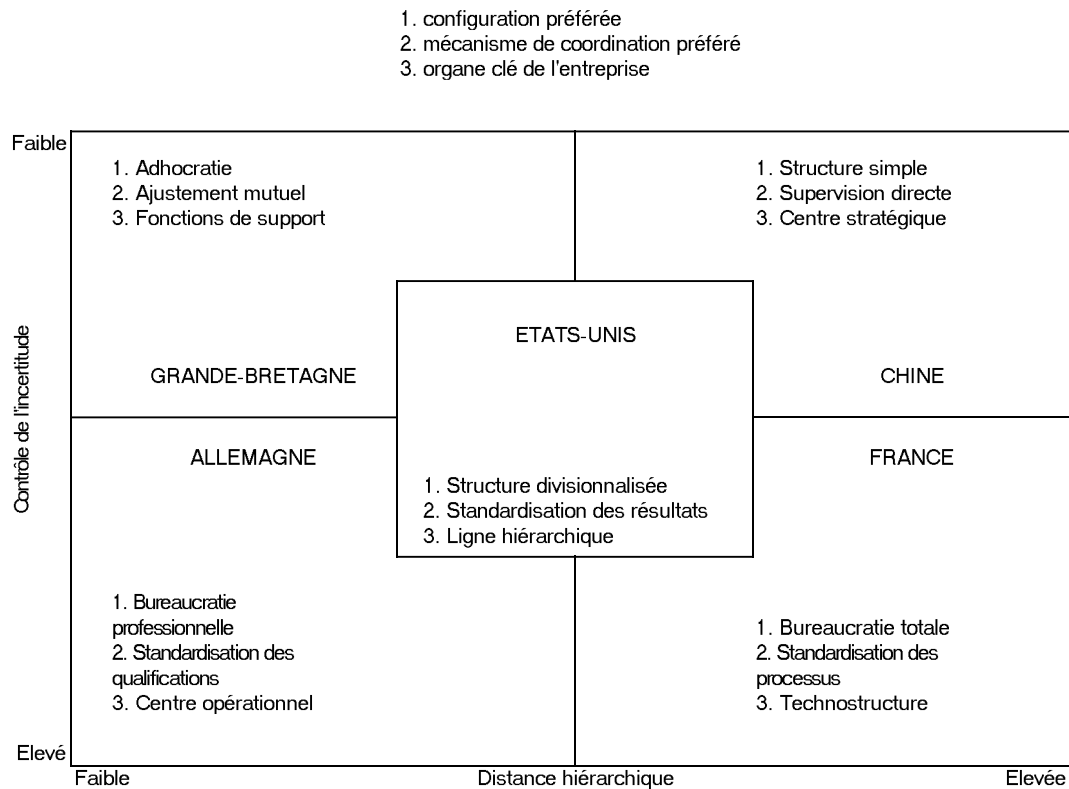 1. configuration préférée
2. mécanisme de coordination préféré
3. organe clé de l'entreprise
Faible
1. Adhocratie
2. Ajustement mutuel
3. Fonctions de support
1. Structure simple
2. Supervision directe
3. Centre stratégique
ETATS-UNIS
GRANDE-BRETAGNE
CHINE
Contrôle de l'incertitude
ALLEMAGNE
FRANCE
1. Structure divisionnalisée
2. Standardisation des résultats
3. Ligne hiérarchique
1. Bureaucratie
professionnelle
2. Standardisation des
qualifications
3. Centre opérationnel
1. Bureaucratie totale
2. Standardisation des
processus
3. Technostructure
Elevé
Faible
Distance hiérarchique
Elevée